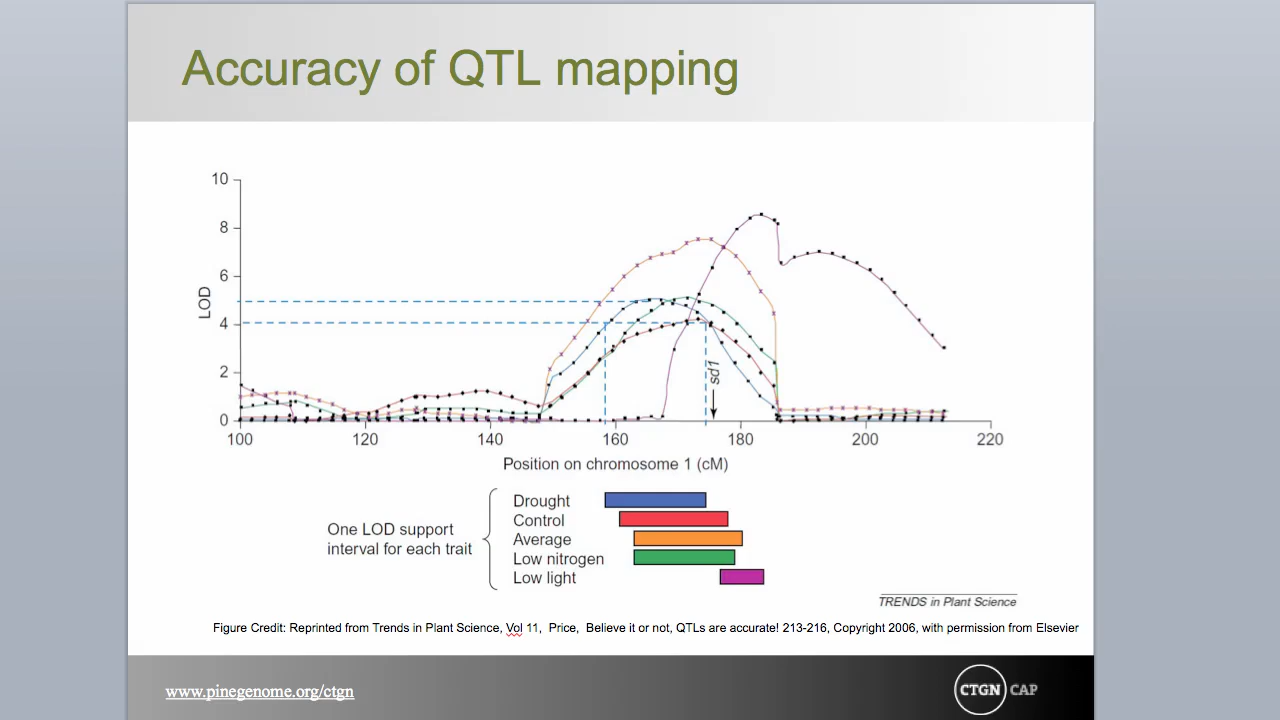 Accuracy of QTL mapping
10
8
6
4
2
0
LOD
sd1
100 120 140 160 180 200 220
Position on chromosome 1 (cM)
One LOD support
interval for each trait
Drought
Control
Average
Low nitrogen
Low light
TRENDS in Plant Science
Figure Credit: Reprinted from Trends in Plant Science, Vol 11, Price, Believe it or not, QTLs are accurate! 213-216, Copyright 2006, with permission from Elsevier
www.pinegenome.org/ctgn
CTGN CAP